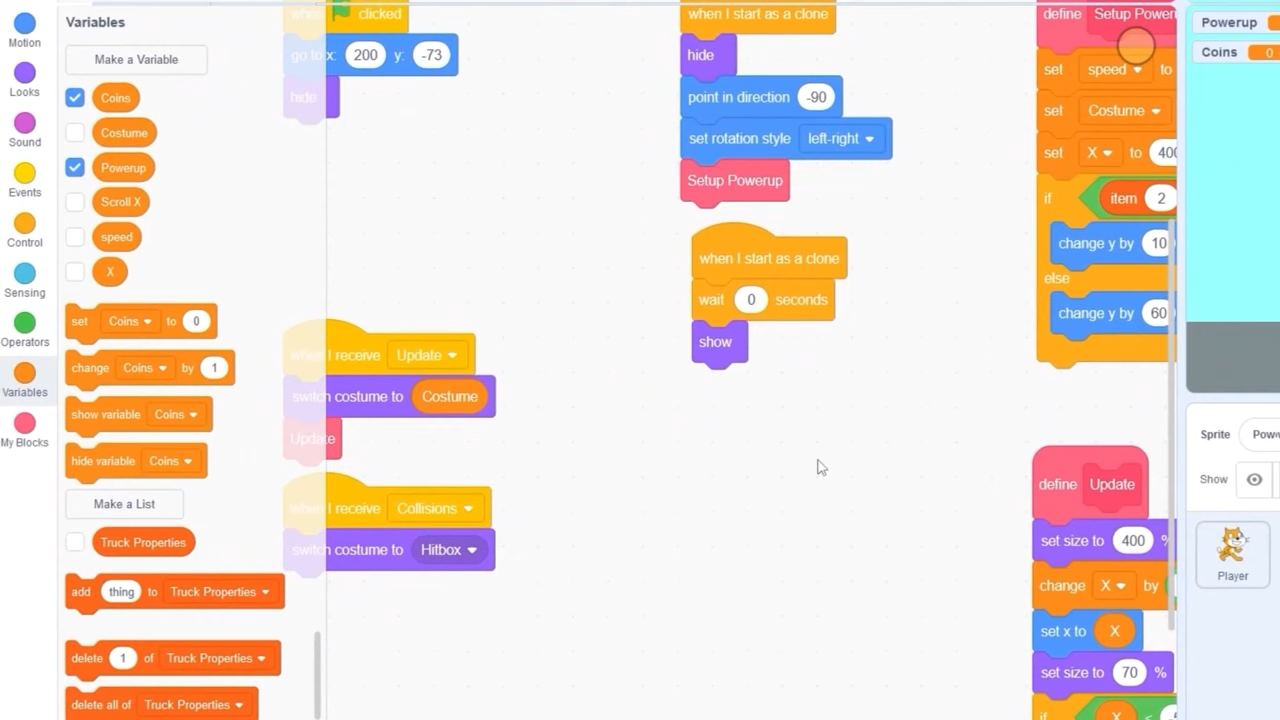 Motion
Looks
Sound
Events
Control
Sensing
Operators
Variables
My Blocks
Variables
Make a Variable
Coins
Costume
Powerup
Scroll X
speed
X
set Coins to 0
change Coins by 1
show variable Coins
hide variable Coins
Make a List
Truck Properties
add thing to Truck Properties
delete 1 of Truck Properties
delete all of Truck Properties
when clicked
go to x: 200 y: -73
hide
when I receive Update
switch costume to Costume
Update
when I receive Collisions
switch costume to Hitbox
when I start as a clone
hide
point in direction -90
set rotation style left-right
Setup Powerup
when I start as a clone
wait 0 seconds
show
define Setup
set speed to
set Costume
set X to
if item 2
change y by 10
else
change y by 60
define Update
set size to 400 %
change X by
set x to X
set size to 70 %
if X <
Powerup
Coins 0
Sprite
Show
Player